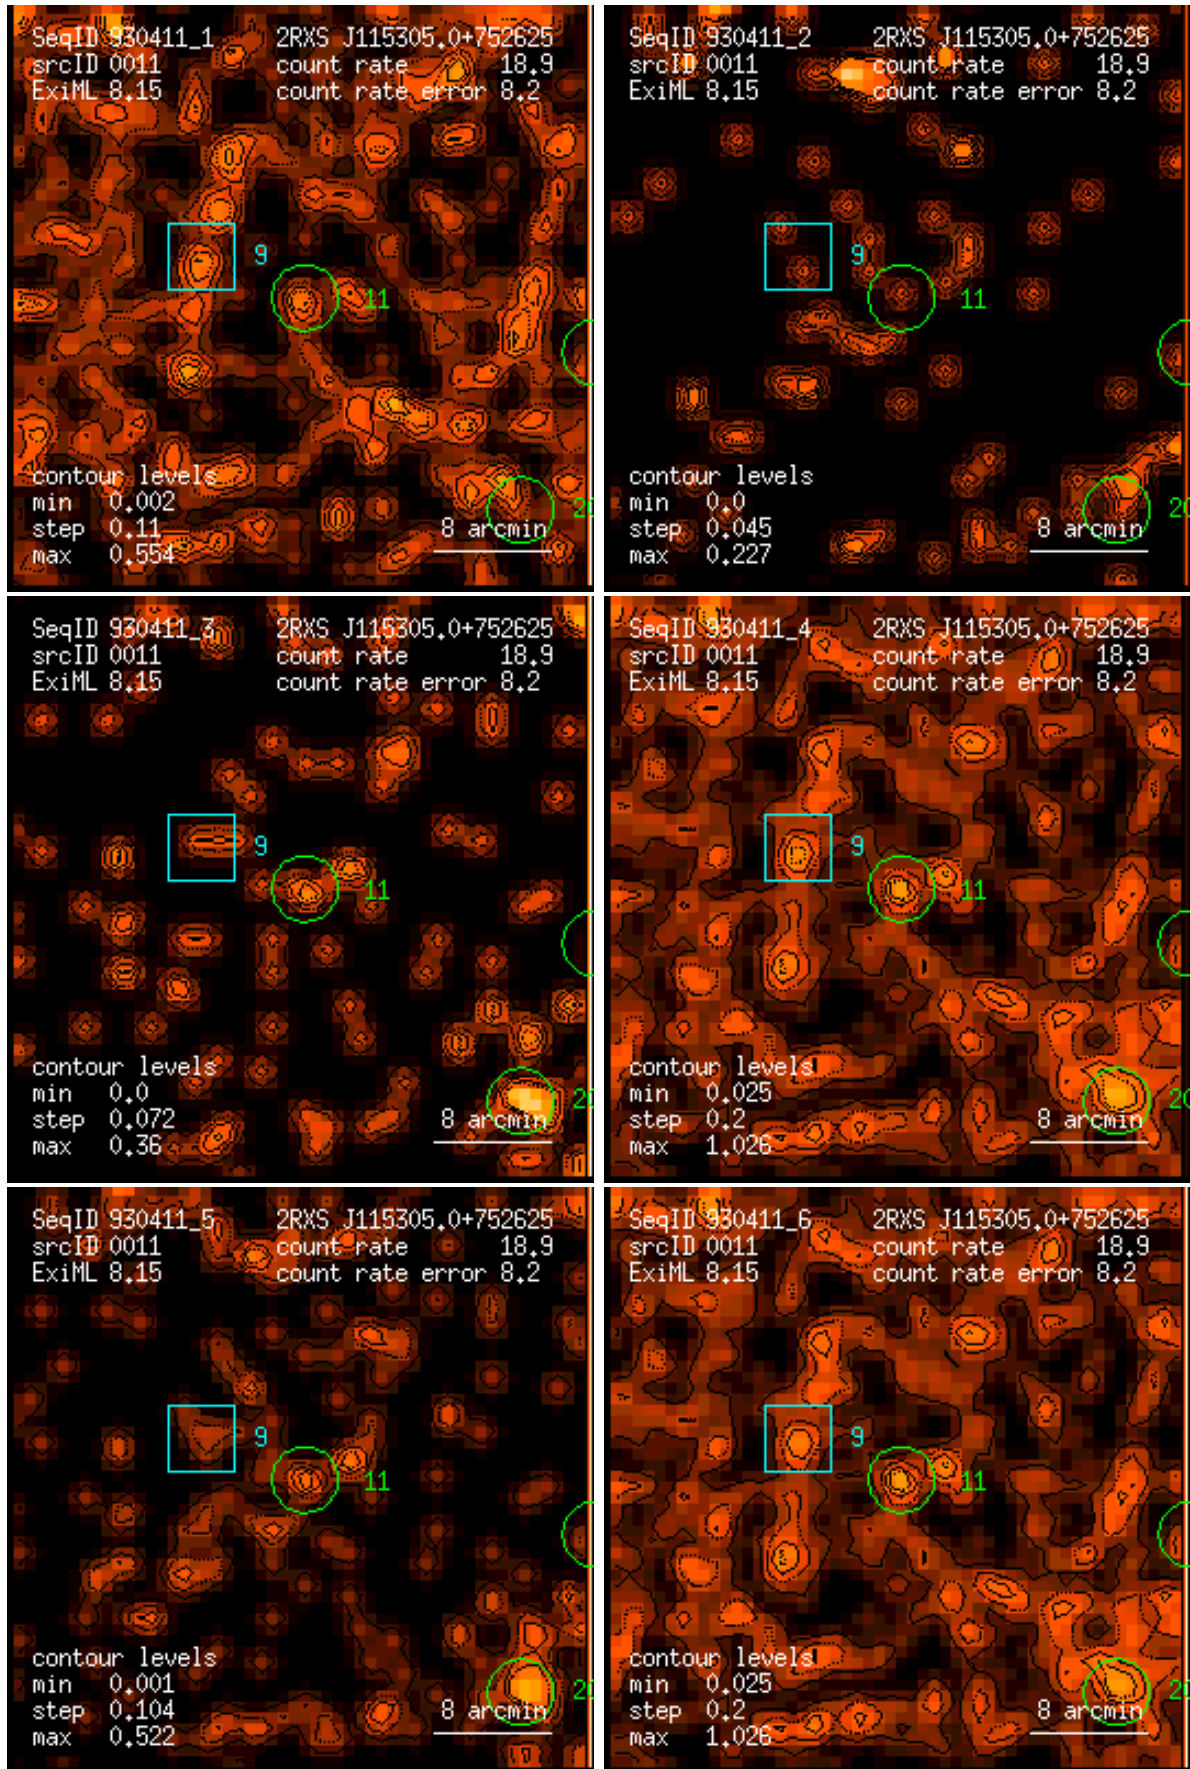 SeqID 930411_1 2RXS J115305.0+752625
srcID 0011 count rate 18.9
ExiML 8.15 count rate error 8.2
9
11
contour levels
min 0.002
step 0.11
max 0.554
8 arcmin
20
SeqID 930411_2 2RXS J115305.0+752625
srcID 0011 count rate 18.9
ExiML 8.15 count rate error 8.2
9
11
contour levels
min 0.0
step 0.045
max 0.227
8 arcmin
20
SeqID 930411_3 2RXS J115305.0+752625
srcID 0011 count rate 18.9
ExiML 8.15 count rate error 8.2
9
11
contour levels
min 0.0
step 0.072
max 0.36
8 arcmin
20
SeqID 930411_4 2RXS J115305.0+752625
srcID 0011 count rate 18.9
ExiML 8.15 count rate error 8.2
9
11
contour levels
min 0.025
step 0.2
max 1.026
8 arcmin
20
SeqID 930411_5 2RXS J115305.0+752625
srcID 0011 count rate 18.9
ExiML 8.15 count rate error 8.2
9
11
contour levels
min 0.001
step 0.104
max 0.522
8 arcmin
20
SeqID 930411_6 2RXS J115305.0+752625
srcID 0011 count rate 18.9
ExiML 8.15 count rate error 8.2
9
11
contour levels
min 0.025
step 0.2
max 1.026
8 arcmin
20